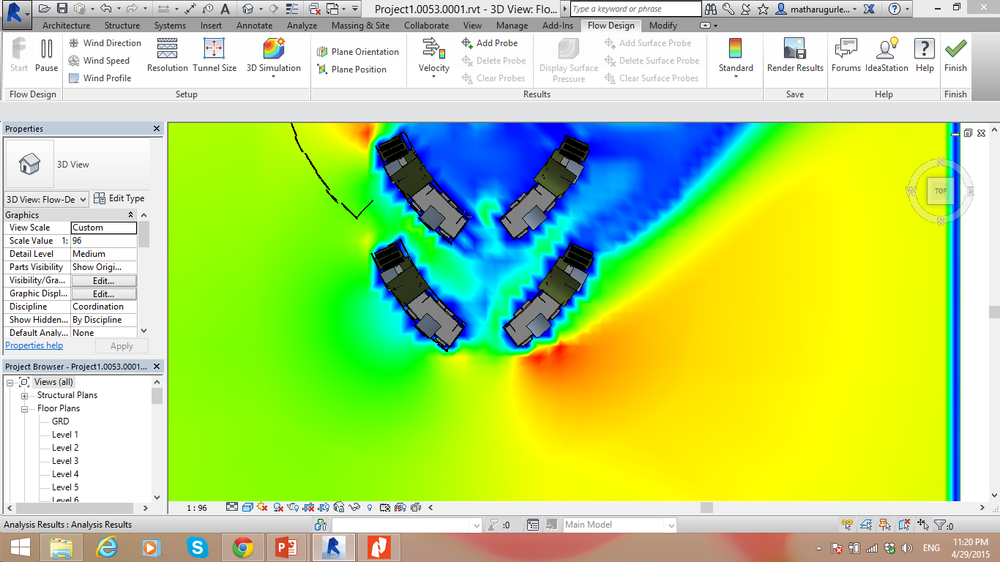 Project1.0053.0001.rvt - 3D View: Flo...
Type a keyword or phrase
matharugurle...
Architecture Structure Systems Insert Annotate Analyze Massing & Site Collaborate View Manage Add-Ins Flow Design Modify
Start
Pause
Flow Design
Wind Direction
Wind Speed
Wind Profile
Resolution
Tunnel Size
3D Simulation
Setup
Plane Orientation
Plane Position
Velocity
Add Probe
Delete Probe
Clear Probes
Display Surface
Pressure
Add Surface Probe
Delete Surface Probe
Clear Surface Probes
Results
Standard
Render Results
Save
Forums
IdeaStation
Help
Help
Finish
Finish
Properties
3D View
3D View: Flow-De
Edit Type
Graphics
View Scale Custom
Scale Value 1: 96
Detail Level Medium
Parts Visibility Show Origi...
Visibility/Gra... Edit...
Graphic Displ... Edit...
Discipline Coordination
Show Hidden... By Discipline
Default Analy... None
Properties help
Apply
Project Browser - Project1.0053.0001...
Views (all)
Structural Plans
Floor Plans
GRD
Level 1
Level 2
Level 3
Level 4
Level 5
Level 6
N
W TOP E
S
1 : 96
Analysis Results : Analysis Results
:0
Main Model
:0
ENG
11:20 PM
4/29/2015